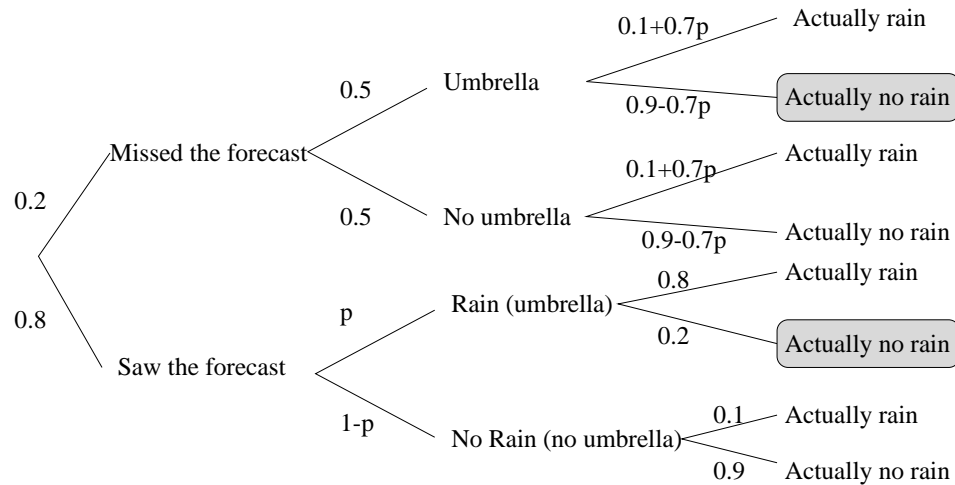 0.1+0.7p
Actually rain
0.5
Umbrella
0.9-0.7p
Actually no rain
Missed the forecast
0.2
0.5
No umbrella
0.1+0.7p
Actually rain
0.9-0.7p
Actually no rain
0.8
p
Rain (umbrella)
0.8
Actually rain
0.2
Actually no rain
Saw the forecast
1-p
No Rain (no umbrella)
0.1
Actually rain
0.9
Actually no rain